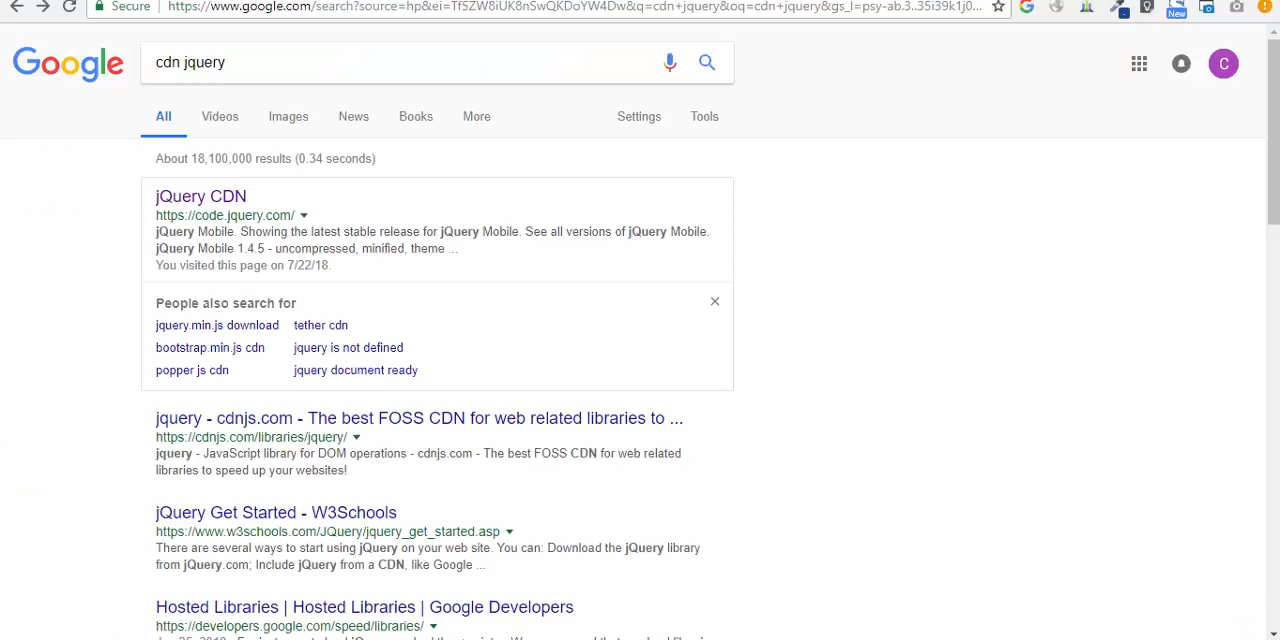 Secure https://www.google.com/search?source=hp&ei=Tf5ZW8iUK8nSwQKDoYW4Dw&q=cdn+jquery&oq=cdn+jquery&gs_l=psy-ab.3..35i39k1j0...
New
Google cdn jquery
C
All Videos Images News Books More Settings Tools
About 18,100,000 results (0.34 seconds)
jQuery CDN
https://code.jquery.com/
jQuery Mobile. Showing the latest stable release for jQuery Mobile. See all versions of jQuery Mobile.
jQuery Mobile 1.4.5 - uncompressed, minified, theme ...
You visited this page on 7/22/18.
People also search for
jquery.min.js download tether cdn
bootstrap.min.js cdn jquery is not defined
popper js cdn jquery document ready
jquery - cdnjs.com - The best FOSS CDN for web related libraries to ...
https://cdnjs.com/libraries/jquery/
jquery - JavaScript library for DOM operations - cdnjs.com - The best FOSS CDN for web related
libraries to speed up your websites!
jQuery Get Started - W3Schools
https://www.w3schools.com/JQuery/jquery_get_started.asp
There are several ways to start using jQuery on your web site. You can: Download the jQuery library
from jQuery.com; Include jQuery from a CDN, like Google ...
Hosted Libraries | Hosted Libraries | Google Developers
https://developers.google.com/speed/libraries/